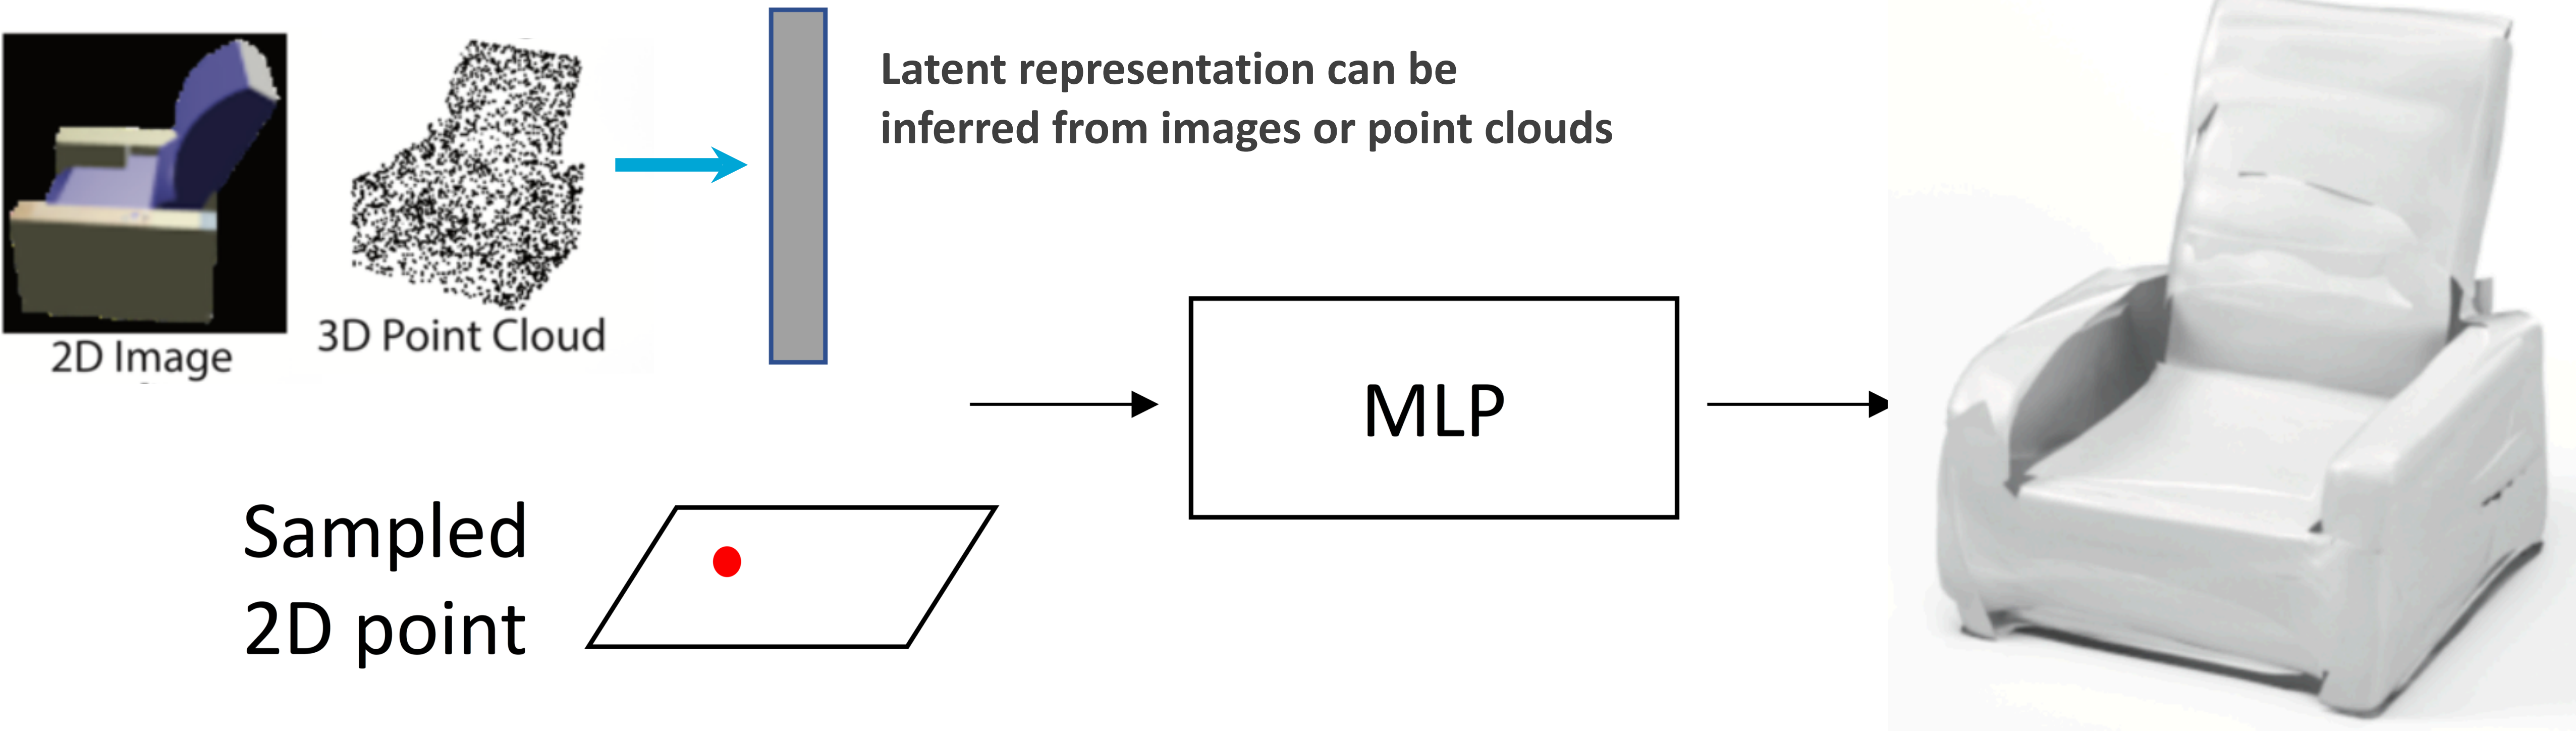 Latent representation can be
inferred from images or point clouds
2D Image
3D Point Cloud
MLP
Sampled
2D point